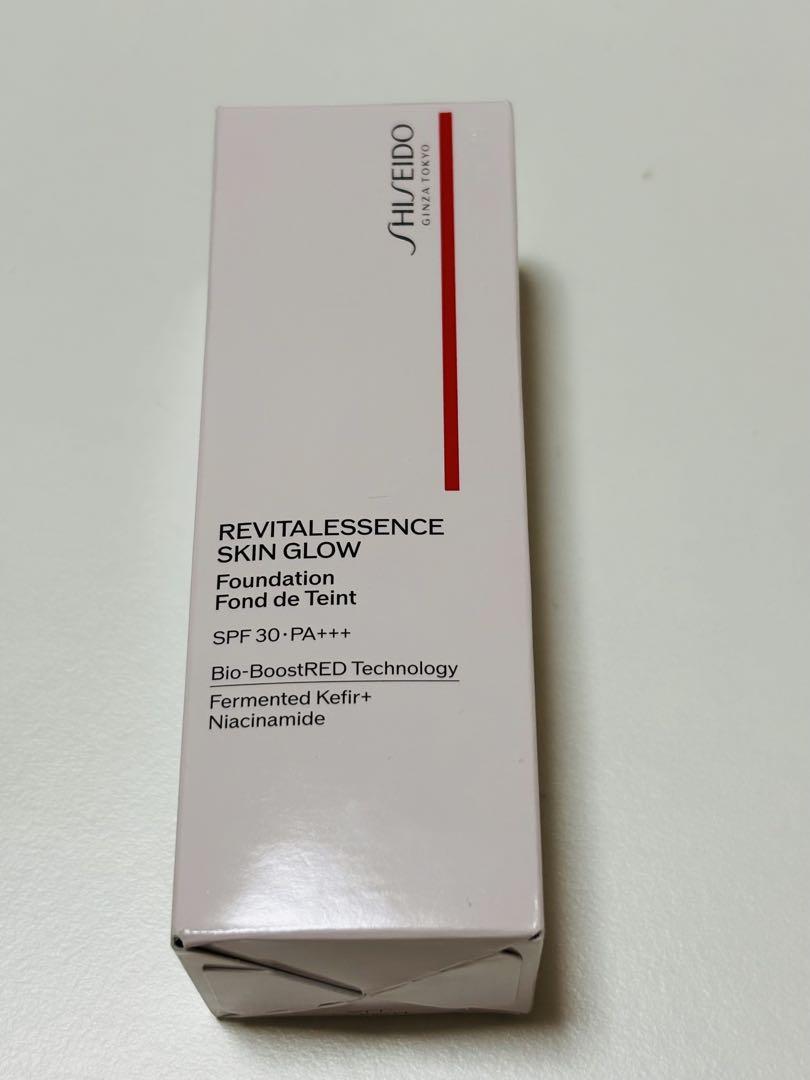 SHISEIDO
GINZA TOKYO
REVITALESSENCE
SKIN GLOW
Foundation
Fond de Teint
SPF 30・PA+++
Bio-BoostRED Technology
Fermented Kefir+
Niacinamide